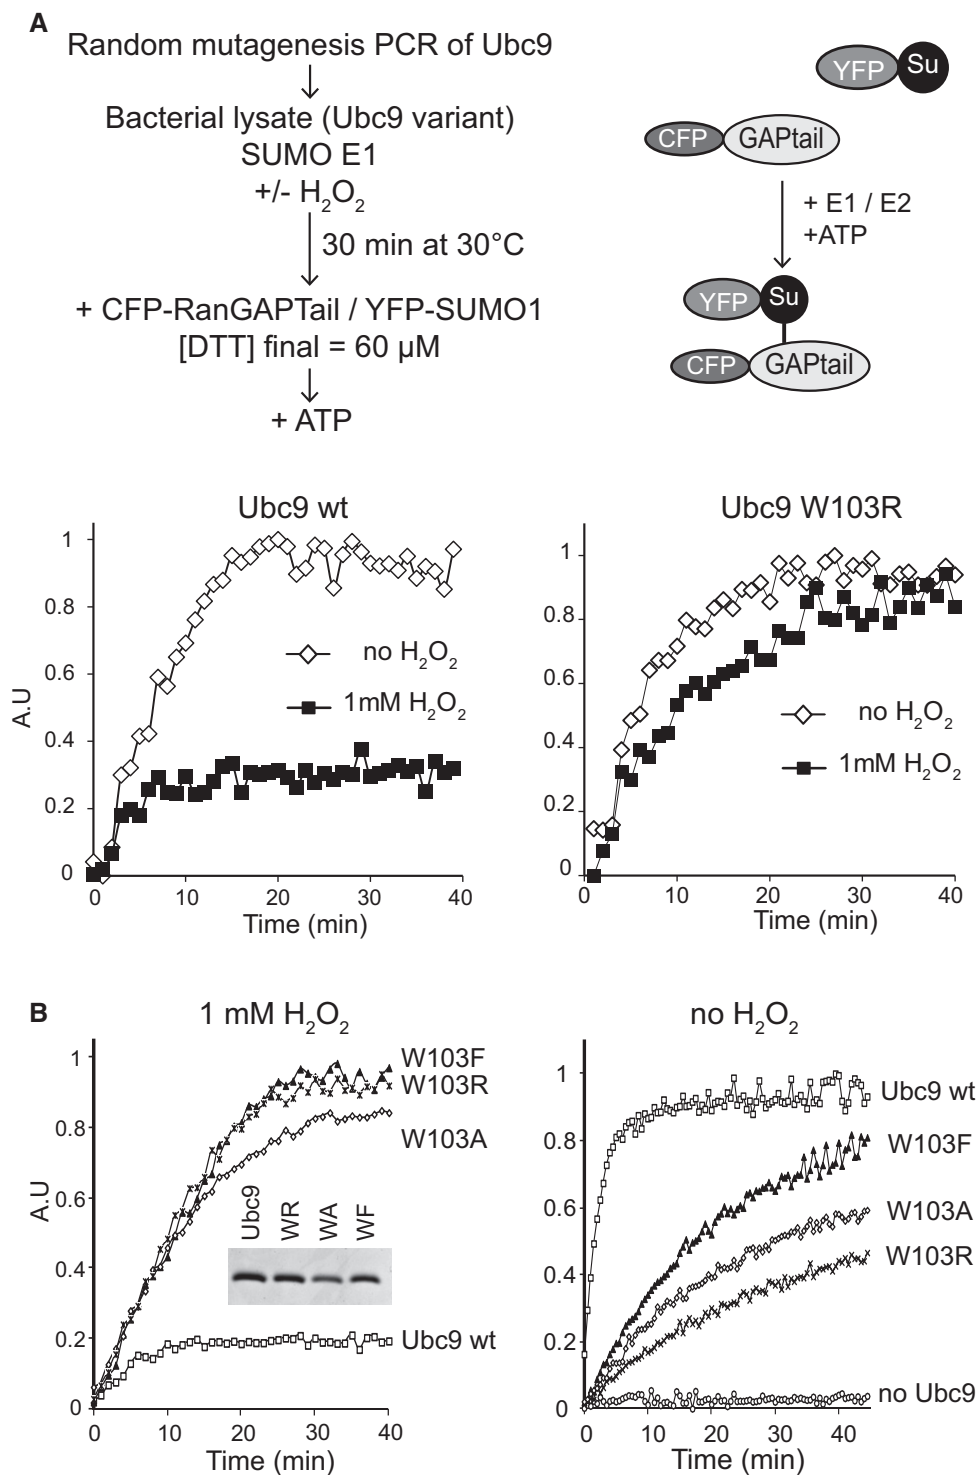 A
Random mutagenesis PCR of Ubc9
Bacterial lysate (Ubc9 variant)
SUMO E1
+/- H₂O₂
30 min at 30°C
+ CFP-RanGAPTail / YFP-SUMO1
[DTT] final = 60 µM
+ ATP
YFP Su
CFP GAPtail
+ E1 / E2
+ATP
YFP Su
CFP GAPtail
Ubc9 wt
A.U
1
0.8
0.6
0.4
0.2
0
no H₂O₂
1mM H₂O₂
0 10 20 30 40
Time (min)
Ubc9 W103R
1
0.8
0.6
0.4
0.2
0
no H₂O₂
1mM H₂O₂
0 10 20 30 40
Time (min)
B
1 mM H₂O₂
A.U
1
0.8
0.6
0.4
0.2
0
W103F
W103R
W103A
Ubc9 WR WA WF
Ubc9 wt
0 10 20 30 40
Time (min)
no H₂O₂
1
0.8
0.6
0.4
0.2
0
Ubc9 wt
W103F
W103A
W103R
no Ubc9
0 10 20 30 40
Time (min)